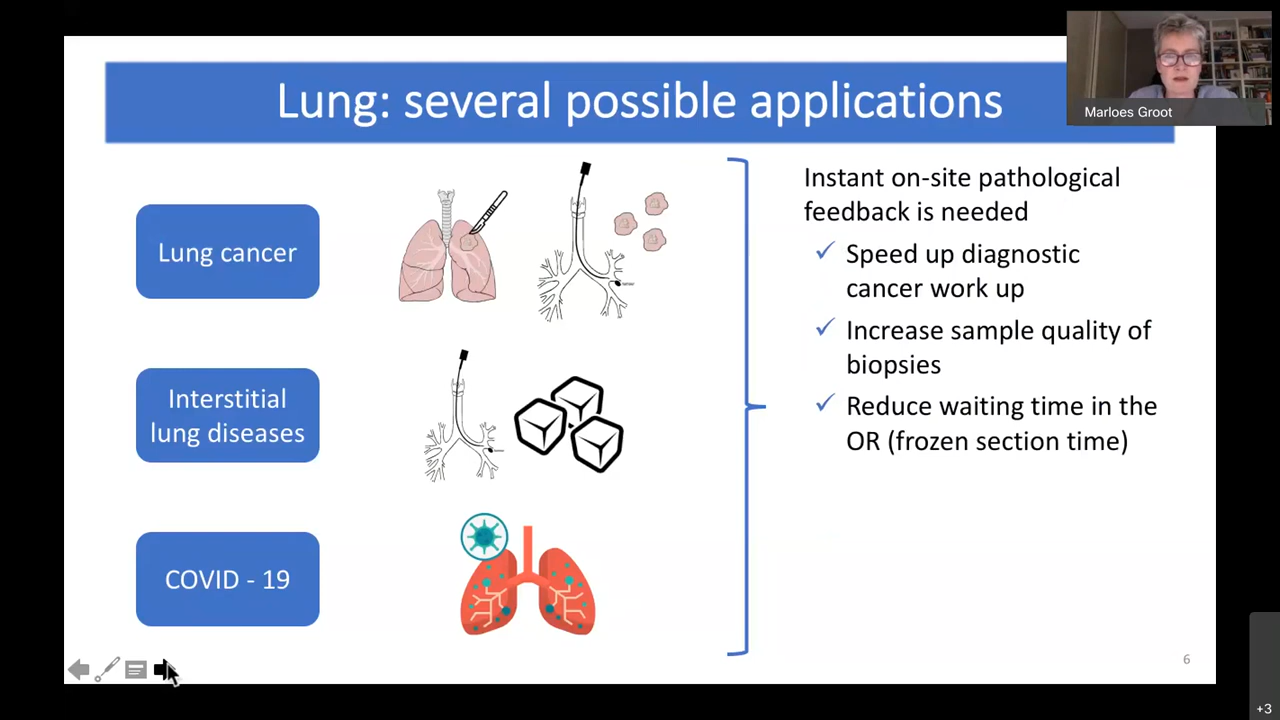 Lung: several possible applications
Marloes Groot
Lung cancer
Interstitial
lung diseases
COVID - 19
Instant on-site pathological
feedback is needed
Speed up diagnostic
cancer work up
Increase sample quality of
biopsies
Reduce waiting time in the
OR (frozen section time)
6
+3